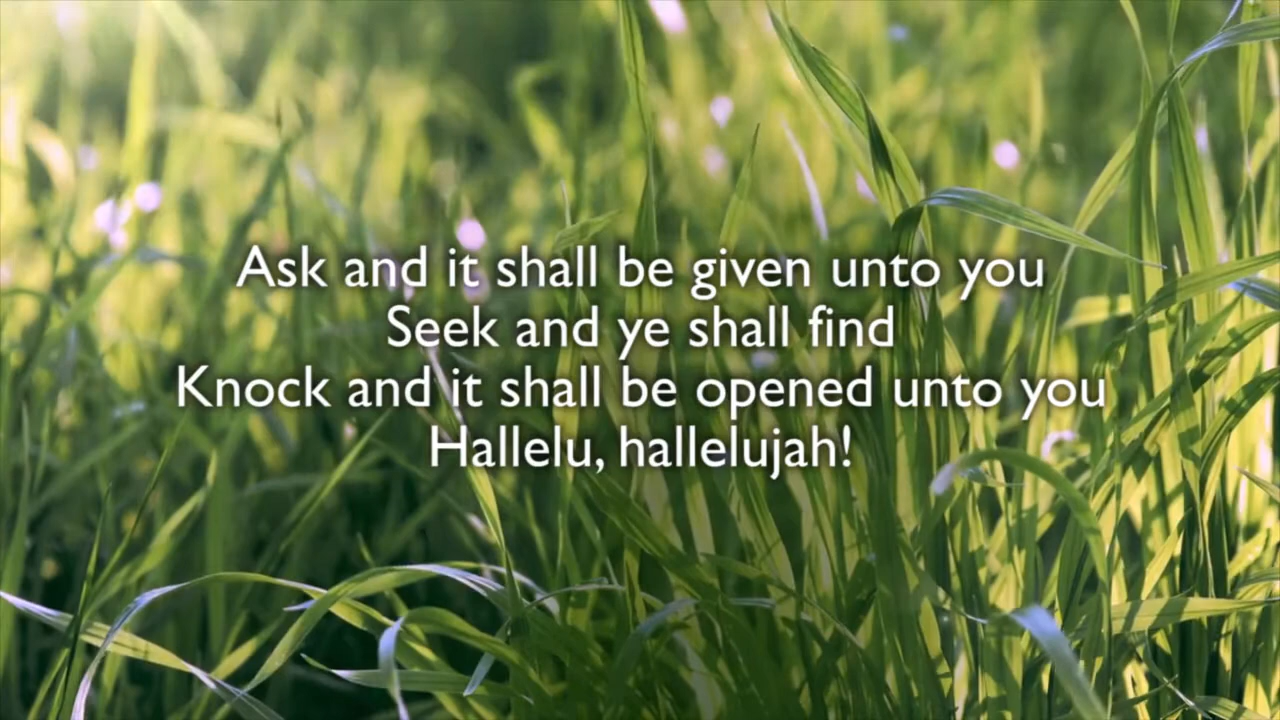 Ask and it shall be given unto you
Seek and ye shall find
Knock and it shall be opened unto you
Hallelu, hallelujah!